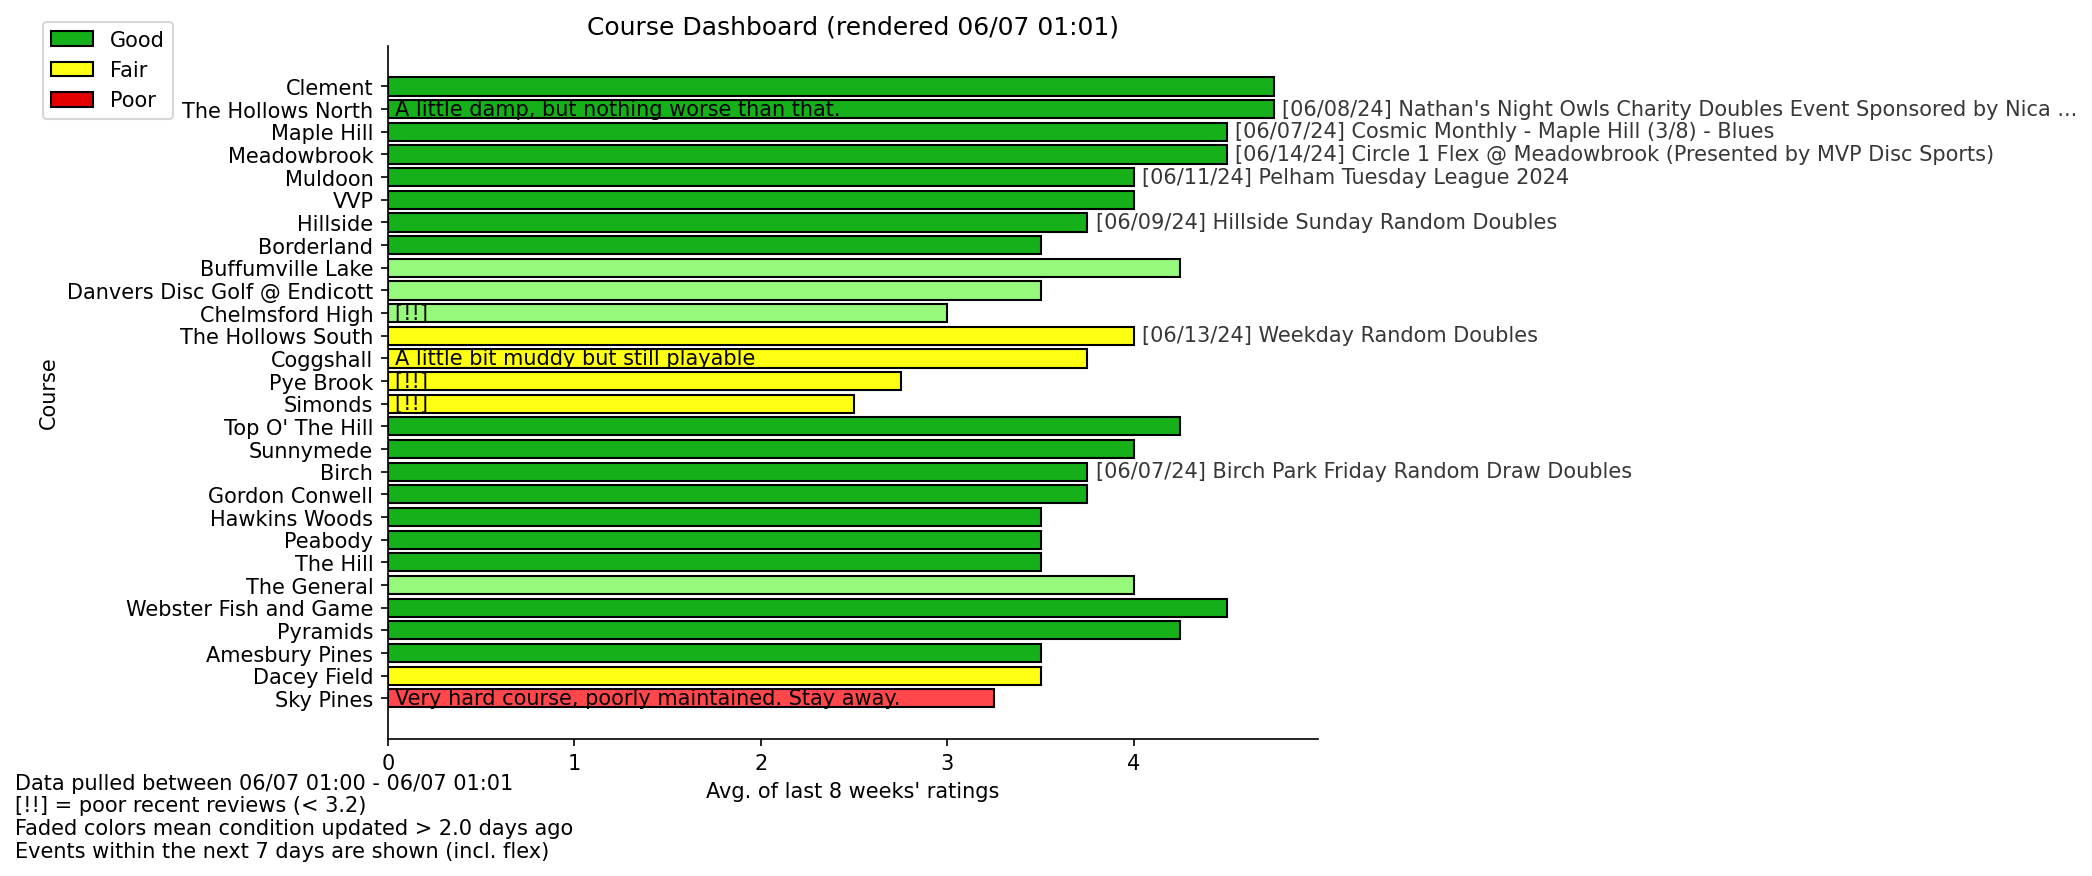 Course Dashboard (rendered 06/07 01:01)
Good
Fair
Poor
Course
Clement
The Hollows North A little damp, but nothing worse than that. [06/08/24] Nathan's Night Owls Charity Doubles Event Sponsored by Nica ...
Maple Hill [06/07/24] Cosmic Monthly - Maple Hill (3/8) - Blues
Meadowbrook [06/14/24] Circle 1 Flex @ Meadowbrook (Presented by MVP Disc Sports)
Muldoon [06/11/24] Pelham Tuesday League 2024
VVP
Hillside [06/09/24] Hillside Sunday Random Doubles
Borderland
Buffumville Lake
Danvers Disc Golf @ Endicott
Chelmsford High [!!]
The Hollows South [06/13/24] Weekday Random Doubles
Coggshall A little bit muddy but still playable
Pye Brook [!!]
Simonds [!!]
Top O' The Hill
Sunnymede
Birch [06/07/24] Birch Park Friday Random Draw Doubles
Gordon Conwell
Hawkins Woods
Peabody
The Hill
The General
Webster Fish and Game
Pyramids
Amesbury Pines
Dacey Field
Sky Pines Very hard course, poorly maintained. Stay away.
0 1 2 3 4
Avg. of last 8 weeks' ratings
Data pulled between 06/07 01:00 - 06/07 01:01
[!!] = poor recent reviews (< 3.2)
Faded colors mean condition updated > 2.0 days ago
Events within the next 7 days are shown (incl. flex)